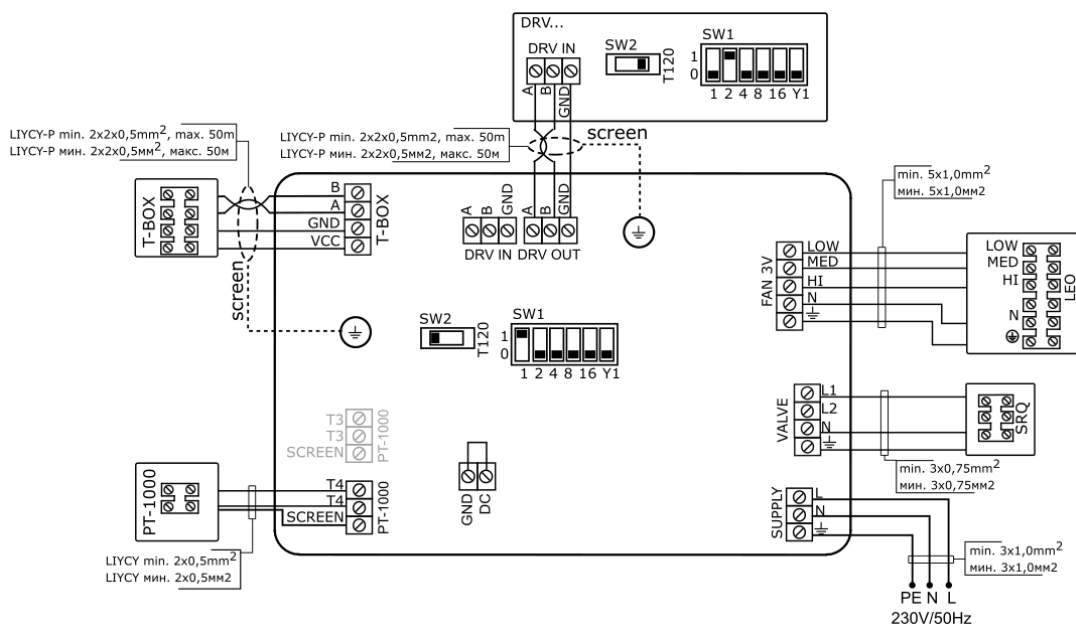 DRV...
DRV IN
A
B
GND
SW2
T120
SW1
1
0
1 2 4 8 16 Y1
LIYCY-P min. 2x2x0,5mm², max. 50m
LIYCY-P мин. 2x2x0,5мм², макс. 50м
LIYCY-P min. 2x2x0,5mm2, max. 50m
LIYCY-P мин. 2x2x0,5мм2, макс. 50м
screen
T-BOX
B
A
GND
VCC
T-BOX
screen
A
B
GND
A
B
GND
DRV IN
DRV OUT
min. 5x1,0mm²
мин. 5x1,0мм2
FAN 3V
LOW
MED
HI
N
LOW
MED
HI
N
LEO
SW2
T120
SW1
1
0
1 2 4 8 16 Y1
VALVE
L1
L2
N
SRQ
min. 3x0,75mm²
мин. 3x0,75мм2
T3
T3
SCREEN
PT-1000
GND
DC
PT-1000
T4
T4
SCREEN
PT-1000
LIYCY min. 2x0,5mm²
LIYCY мин. 2x0,5мм2
SUPPLY
L
N
min. 3x1,0mm²
мин. 3x1,0мм2
PE N L
230V/50Hz